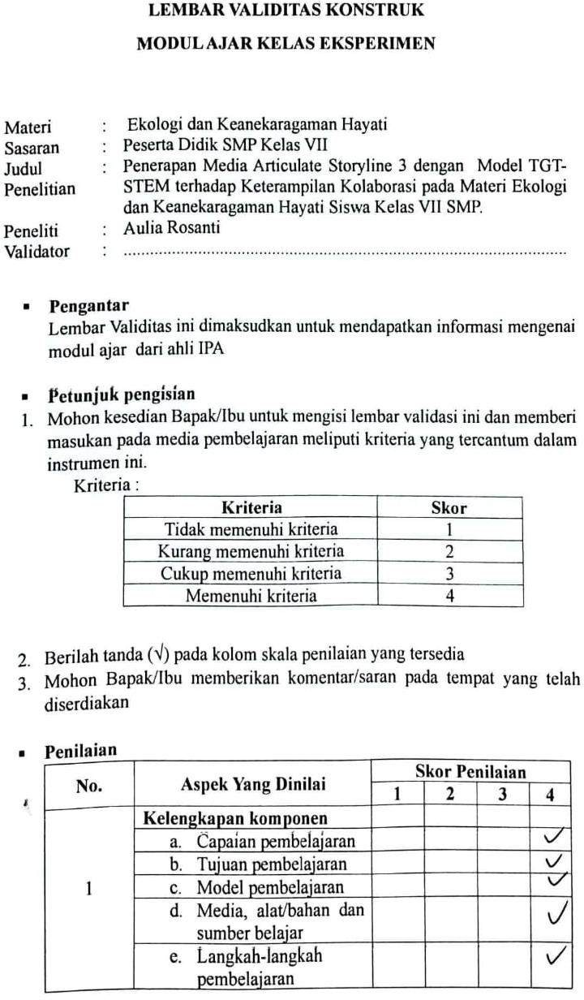 LEMBAR VALIDITAS KONSTRUK
MODUL AJAR KELAS EKSPERIMEN
Materi : Ekologi dan Keanekaragaman Hayati
Sasaran : Peserta Didik SMP Kelas VII
Judul : Penerapan Media Articulate Storyline 3 dengan Model TGT-
Penelitian STEM terhadap Keterampilan Kolaborasi pada Materi Ekologi
dan Keanekaragaman Hayati Siswa Kelas VII SMP.
Peneliti : Aulia Rosanti
Validator : ..............................................................................................
▪ Pengantar
Lembar Validitas ini dimaksudkan untuk mendapatkan informasi mengenai
modul ajar dari ahli IPA
▪ Petunjuk pengisian
1. Mohon kesedian Bapak/Ibu untuk mengisi lembar validasi ini dan memberi
masukan pada media pembelajaran meliputi kriteria yang tercantum dalam
instrumen ini.
Kriteria :
Kriteria Skor
Tidak memenuhi kriteria 1
Kurang memenuhi kriteria 2
Cukup memenuhi kriteria 3
Memenuhi kriteria 4
2. Berilah tanda (√) pada kolom skala penilaian yang tersedia
3. Mohon Bapak/Ibu memberikan komentar/saran pada tempat yang telah
diserdiakan
▪ Penilaian
No. Aspek Yang Dinilai Skor Penilaian
1 2 3 4
Kelengkapan komponen
a. Capaian pembelajaran ✓
b. Tujuan pembelajaran ✓
1 c. Model pembelajaran ✓
d. Media, alat/bahan dan ✓
sumber belajar
e. Langkah-langkah ✓
pembelajaran